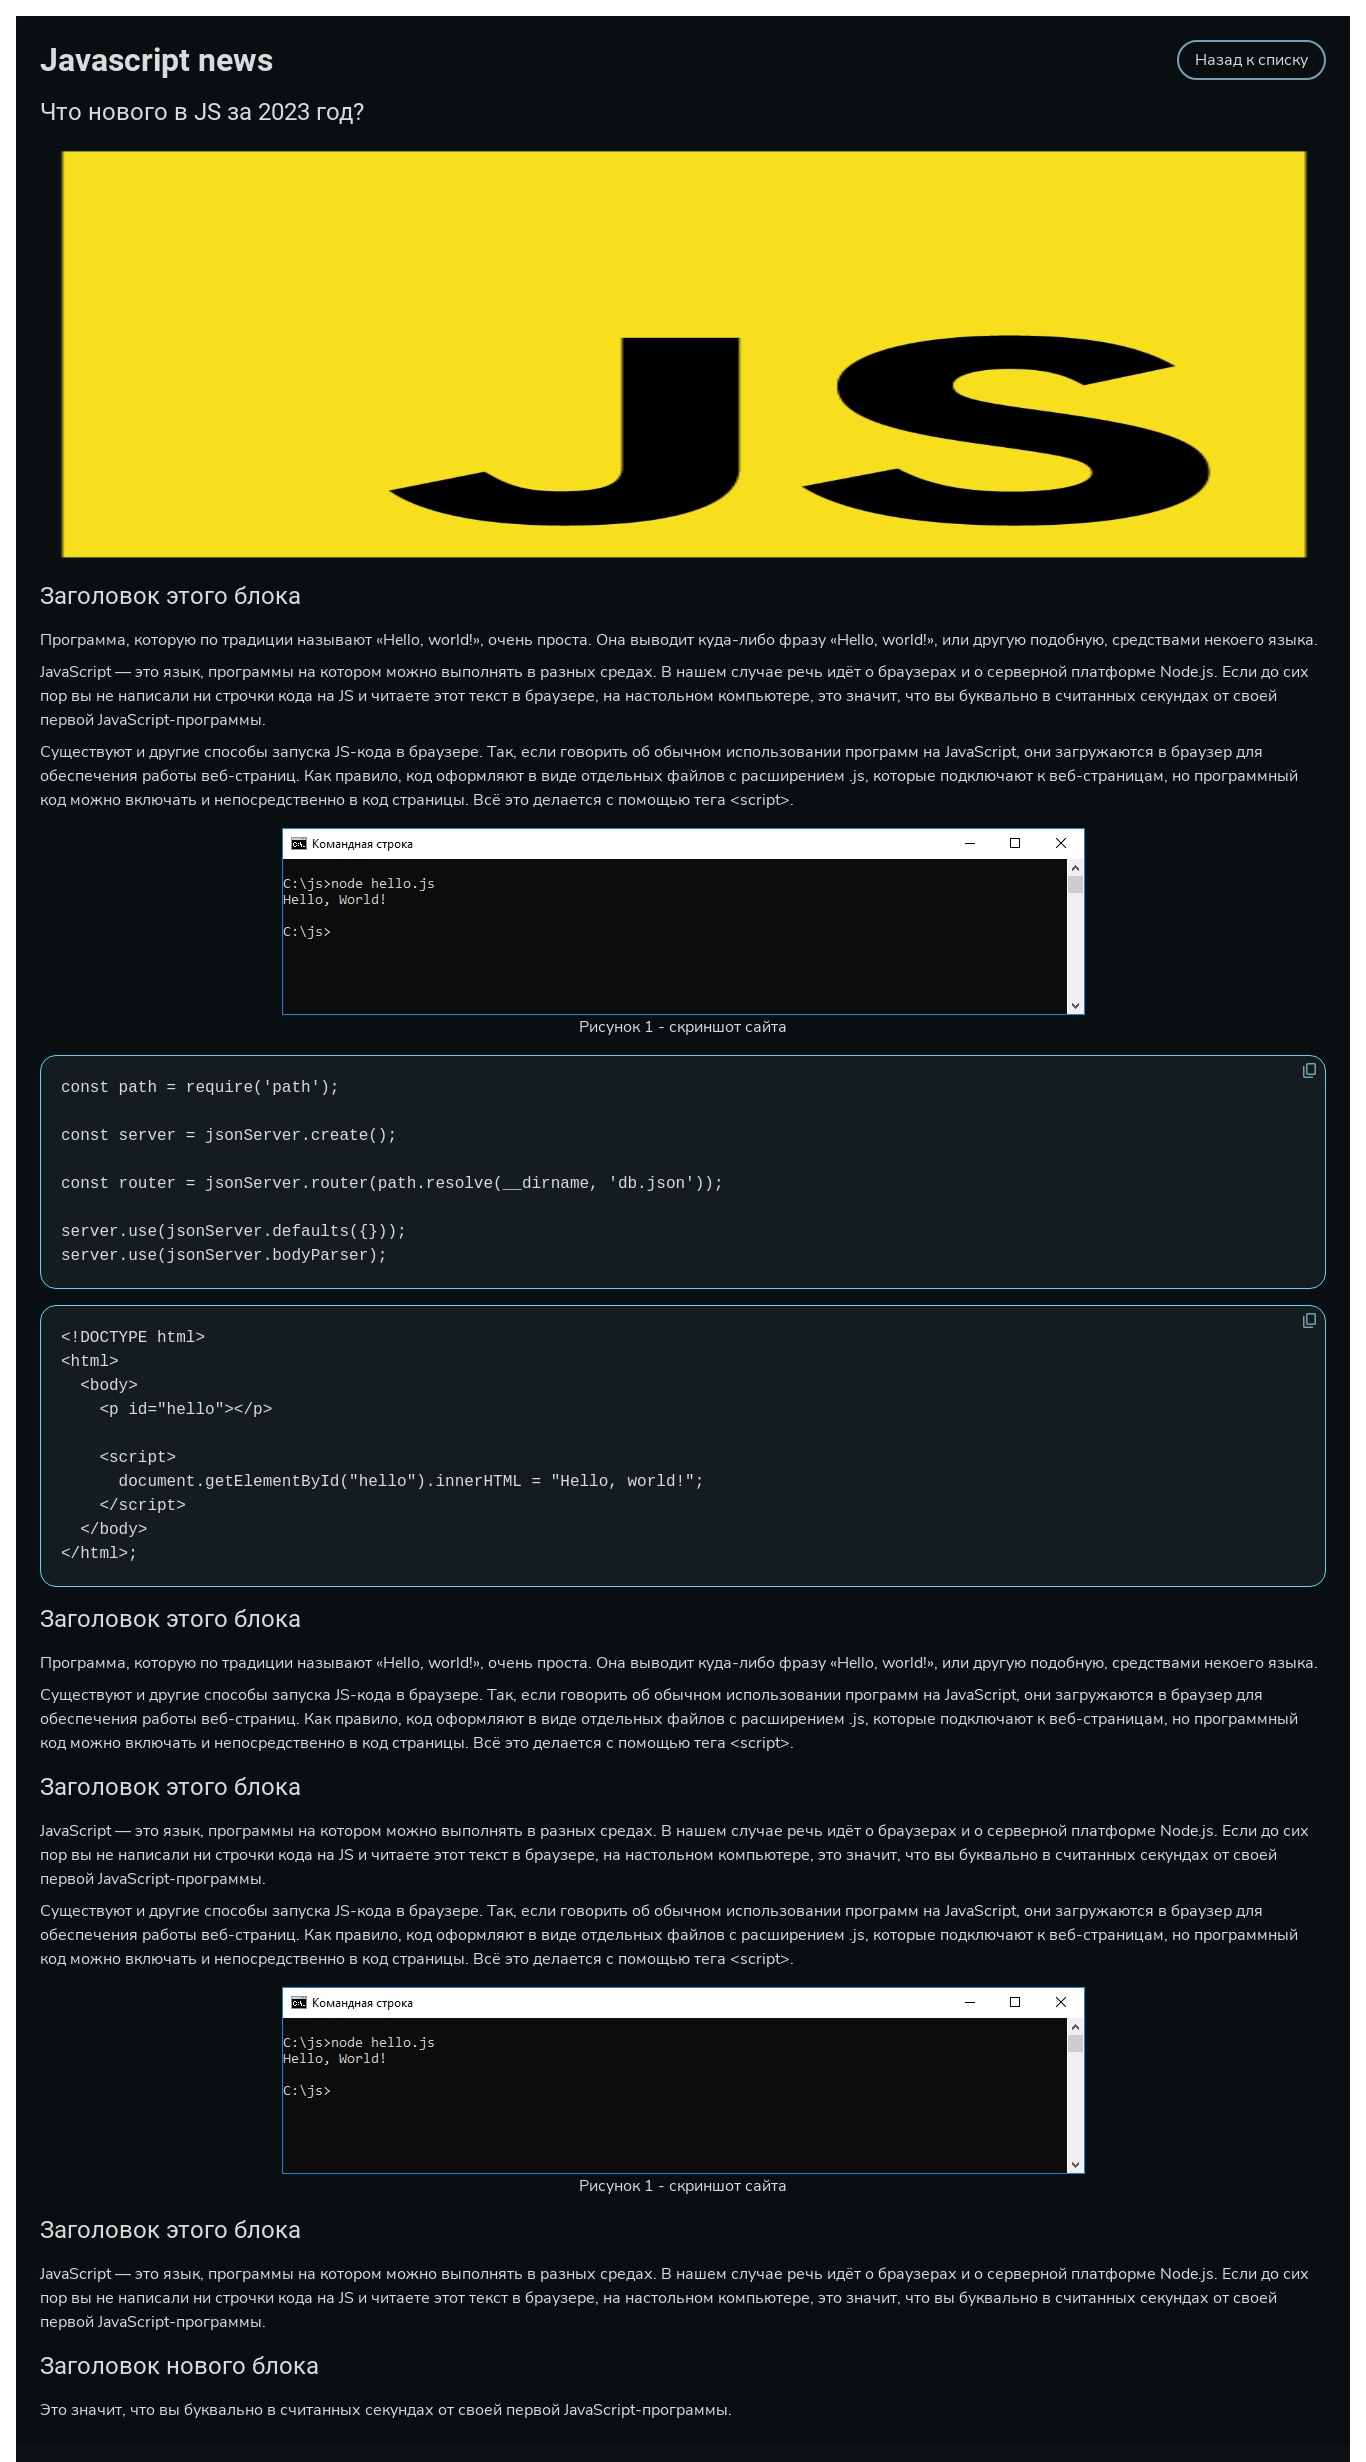 Javascript news
Назад к списку
Что нового в JS за 2023 год?
JS
Заголовок этого блока
Программа, которую по традиции называют «Hello, world!», очень проста. Она выводит куда-либо фразу «Hello, world!», или другую подобную, средствами некоего языка.
JavaScript — это язык, программы на котором можно выполнять в разных средах. В нашем случае речь идёт о браузерах и о серверной платформе Node.js. Если до сих
пор вы не написали ни строчки кода на JS и читаете этот текст в браузере, на настольном компьютере, это значит, что вы буквально в считанных секундах от своей
первой JavaScript-программы.
Существуют и другие способы запуска JS-кода в браузере. Так, если говорить об обычном использовании программ на JavaScript, они загружаются в браузер для
обеспечения работы веб-страниц. Как правило, код оформляют в виде отдельных файлов с расширением .js, которые подключают к веб-страницам, но программный
код можно включать и непосредственно в код страницы. Всё это делается с помощью тега <script>.
Командная строка
C:\js>node hello.js
Hello, World!
C:\js>
Рисунок 1 - скриншот сайта
const path = require('path');
const server = jsonServer.create();
const router = jsonServer.router(path.resolve(__dirname, 'db.json'));
server.use(jsonServer.defaults({}));
server.use(jsonServer.bodyParser);
<!DOCTYPE html>
<html>
  <body>
    <p id="hello"></p>
    <script>
      document.getElementById("hello").innerHTML = "Hello, world!";
    </script>
  </body>
</html>;
Заголовок этого блока
Программа, которую по традиции называют «Hello, world!», очень проста. Она выводит куда-либо фразу «Hello, world!», или другую подобную, средствами некоего языка.
Существуют и другие способы запуска JS-кода в браузере. Так, если говорить об обычном использовании программ на JavaScript, они загружаются в браузер для
обеспечения работы веб-страниц. Как правило, код оформляют в виде отдельных файлов с расширением .js, которые подключают к веб-страницам, но программный
код можно включать и непосредственно в код страницы. Всё это делается с помощью тега <script>.
Заголовок этого блока
JavaScript — это язык, программы на котором можно выполнять в разных средах. В нашем случае речь идёт о браузерах и о серверной платформе Node.js. Если до сих
пор вы не написали ни строчки кода на JS и читаете этот текст в браузере, на настольном компьютере, это значит, что вы буквально в считанных секундах от своей
первой JavaScript-программы.
Существуют и другие способы запуска JS-кода в браузере. Так, если говорить об обычном использовании программ на JavaScript, они загружаются в браузер для
обеспечения работы веб-страниц. Как правило, код оформляют в виде отдельных файлов с расширением .js, которые подключают к веб-страницам, но программный
код можно включать и непосредственно в код страницы. Всё это делается с помощью тега <script>.
Командная строка
C:\js>node hello.js
Hello, World!
C:\js>
Рисунок 1 - скриншот сайта
Заголовок этого блока
JavaScript — это язык, программы на котором можно выполнять в разных средах. В нашем случае речь идёт о браузерах и о серверной платформе Node.js. Если до сих
пор вы не написали ни строчки кода на JS и читаете этот текст в браузере, на настольном компьютере, это значит, что вы буквально в считанных секундах от своей
первой JavaScript-программы.
Заголовок нового блока
Это значит, что вы буквально в считанных секундах от своей первой JavaScript-программы.